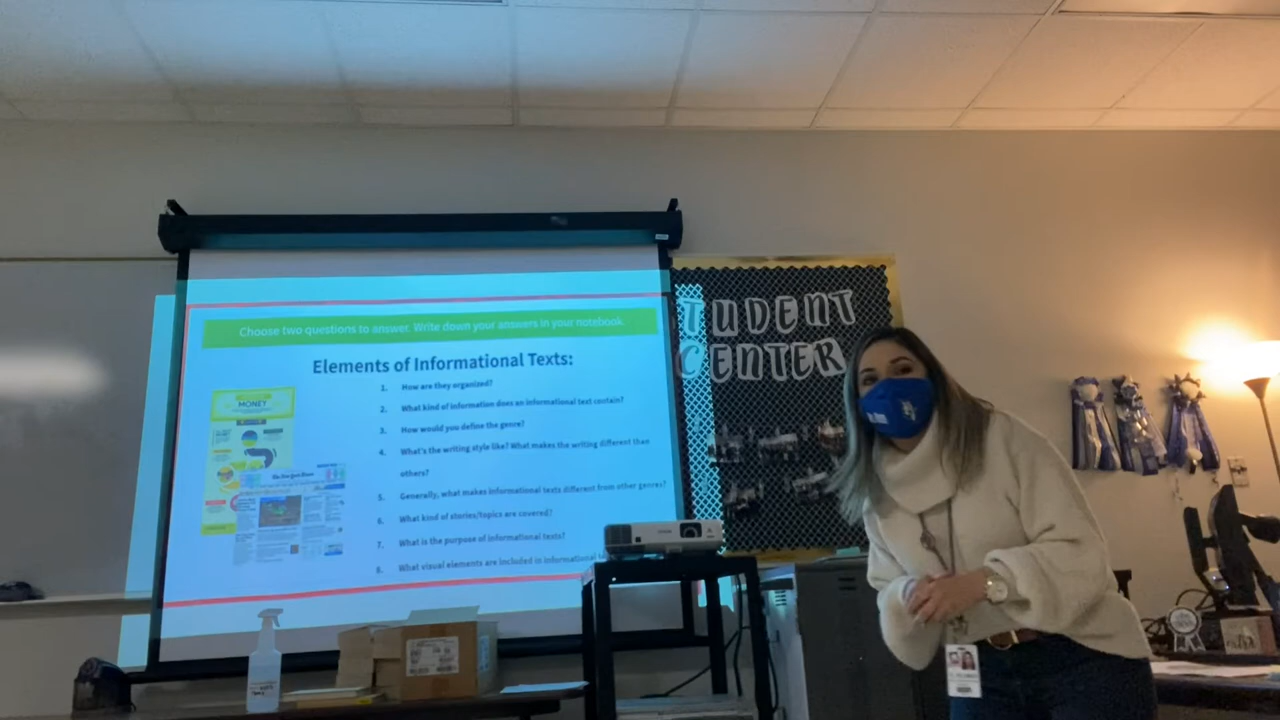 Choose two questions to answer. Write down your answers in your notebook.
Elements of Informational Texts:
1. How are they organized?
2. What kind of information does an informational text contain?
3. How would you define the genre?
4. What's the writing style like? What makes the writing different than
others?
5. Generally, what makes informational texts different from other genres?
6. What kind of stories/topics are covered?
7. What is the purpose of informational texts?
8. What visual elements are included in informational
MONEY
TUDENT
CENTER